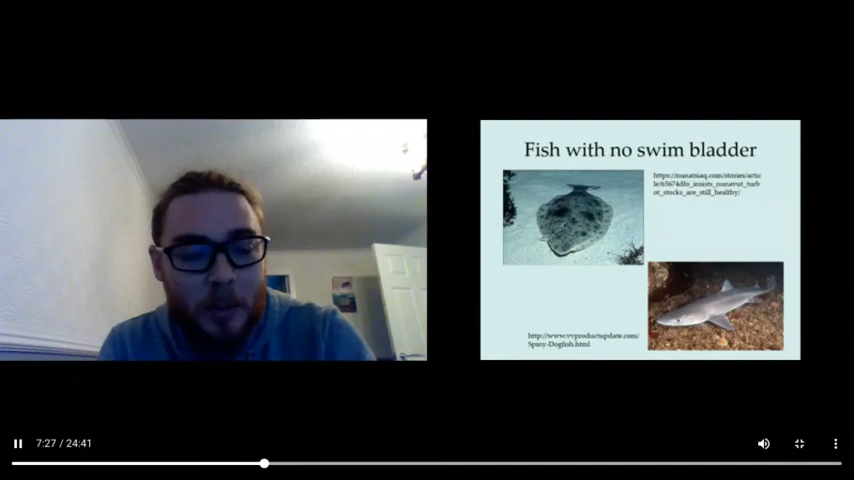 Fish with no swim bladder
https://nunatsiaq.com/stories/artic
le/65674dfo_insists_nunavut_turb
ot_stocks_are_still_healthy/
http://www.vvproductupdate.com/
Spiny-Dogfish.html
7:27 / 24:41